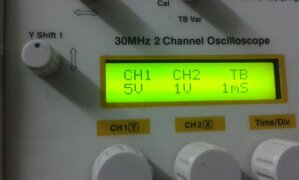 Cal
TB Var
Y Shift 1
30MHz 2 Channel Oscilloscope
CH1 CH2 TB
5V 1V 1mS
CH1 Y
CH2 X
Time/Div